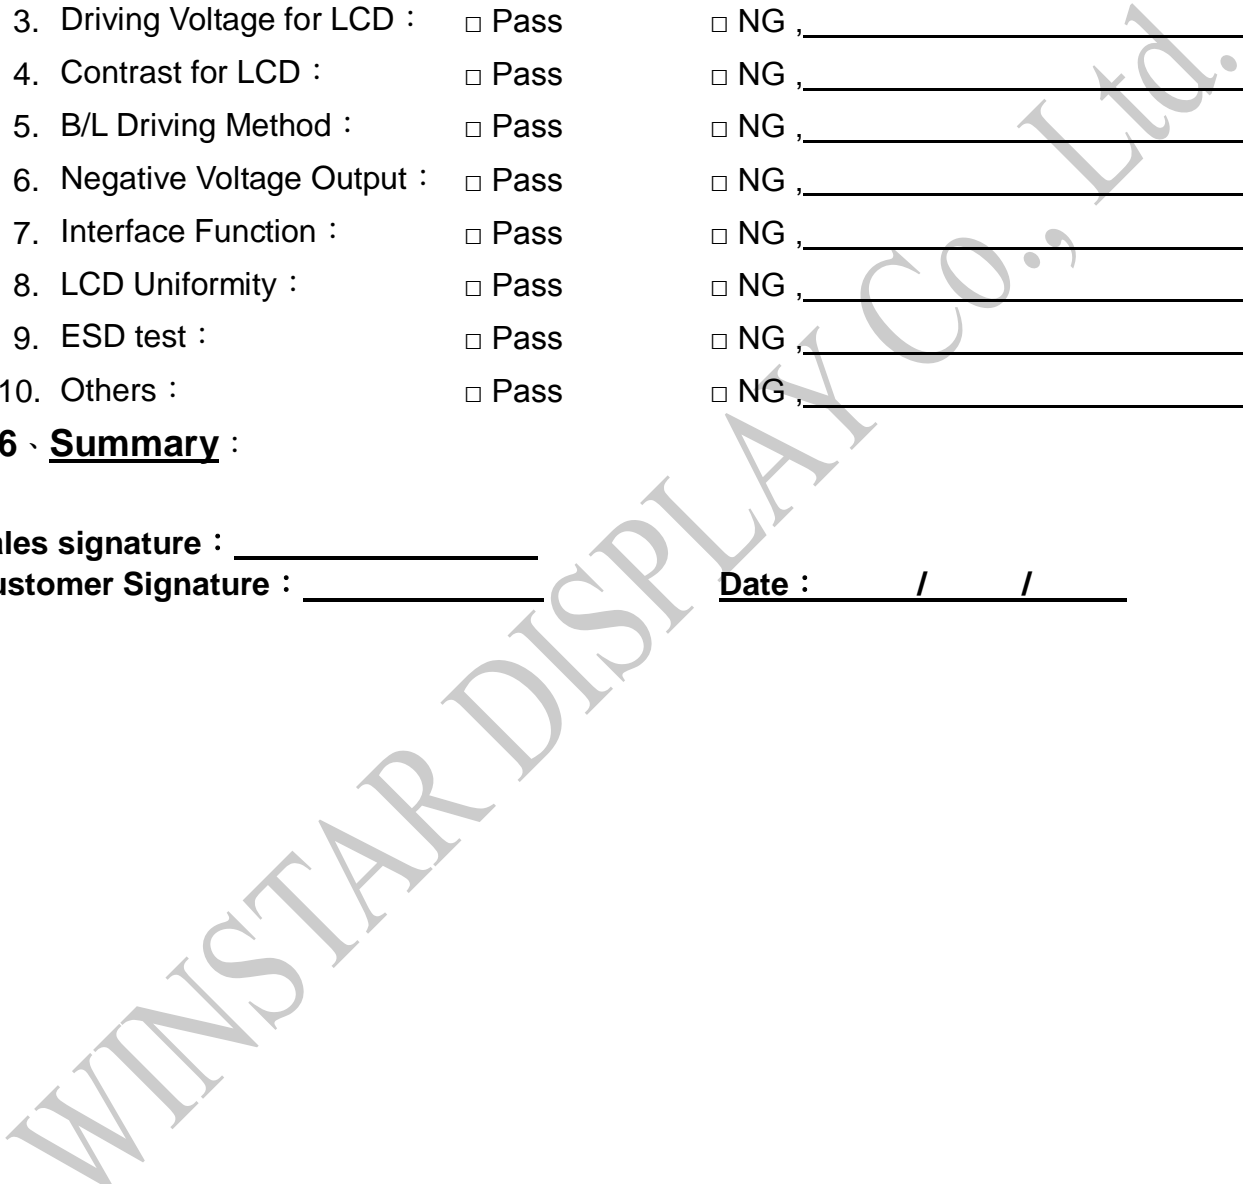 3. Driving Voltage for LCD： □ Pass □ NG ,
4. Contrast for LCD： □ Pass □ NG ,
5. B/L Driving Method： □ Pass □ NG ,
6. Negative Voltage Output： □ Pass □ NG ,
7. Interface Function： □ Pass □ NG ,
8. LCD Uniformity： □ Pass □ NG ,
9. ESD test： □ Pass □ NG ,
10. Others： □ Pass □ NG ,
6、Summary：
ales signature：
ustomer Signature： Date： / /
WINSTAR DISPLAY Co., Ltd.